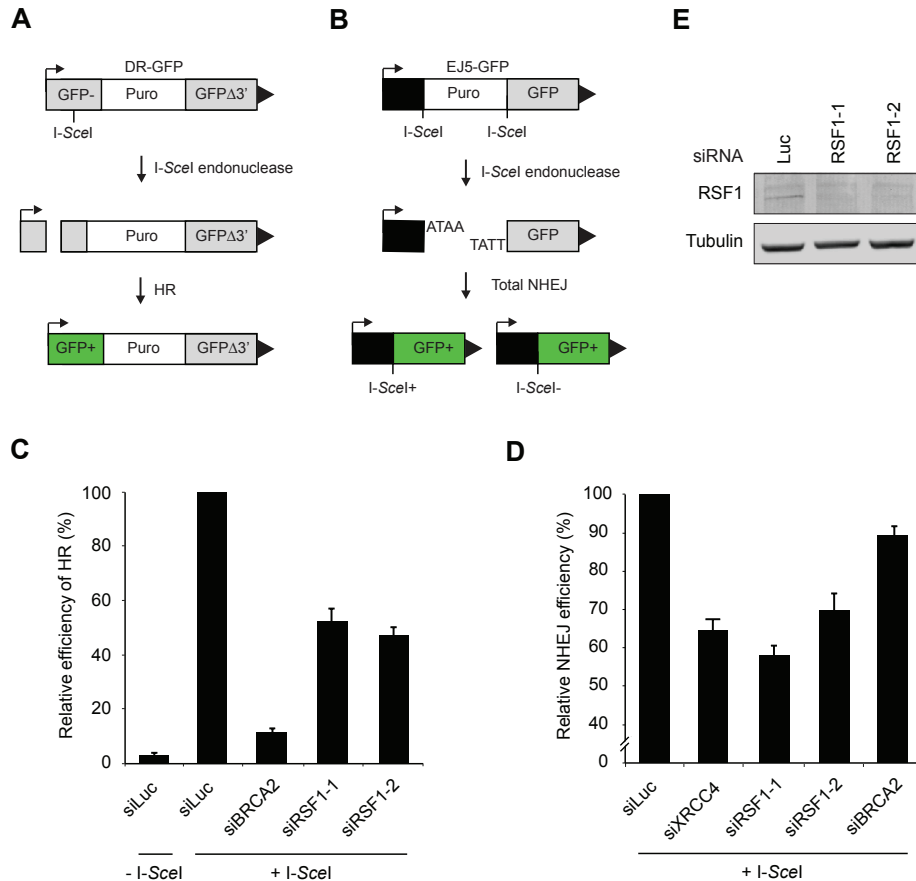 A
DR-GFP
GFP-
Puro
GFPΔ3'
I-SceI
I-SceI endonuclease
Puro
GFPΔ3'
HR
GFP+
Puro
GFPΔ3'
B
EJ5-GFP
Puro
GFP
I-SceI
I-SceI
I-SceI endonuclease
ATAA
TATT
GFP
Total NHEJ
GFP+
GFP+
I-SceI+
I-SceI-
E
siRNA
Luc
RSF1-1
RSF1-2
RSF1
Tubulin
C
Relative efficiency of HR (%)
100
80
60
40
20
0
siLuc
siLuc
siBRCA2
siRSF1-1
siRSF1-2
- I-SceI
+ I-SceI
D
Relative NHEJ efficiency (%)
100
90
80
70
60
50
40
0
siLuc
siXRCC4
siRSF1-1
siRSF1-2
siBRCA2
+ I-SceI